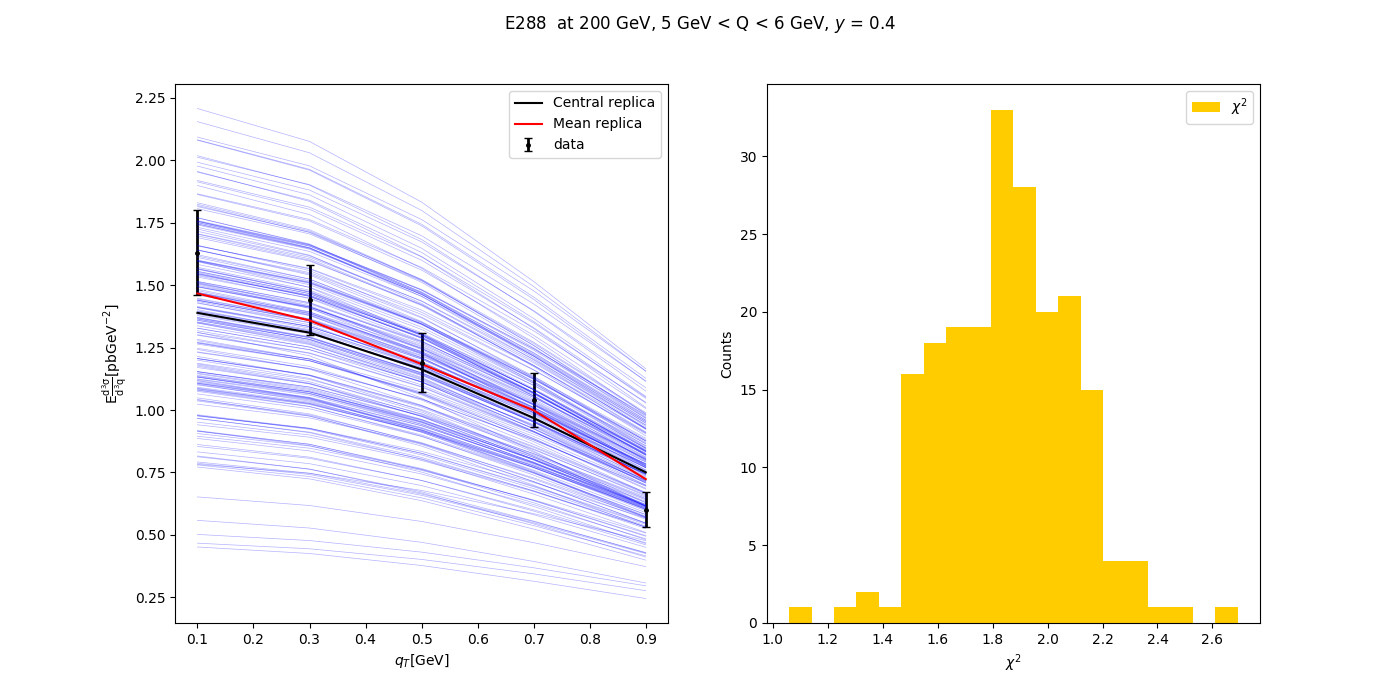 E288 at 200 GeV, 5 GeV < Q < 6 GeV, y = 0.4
2.25
2.00
1.75
1.50
1.25
1.00
0.75
0.50
0.25
E d³σ/d³q [pbGeV⁻²]
Central replica
Mean replica
data
0.1 0.2 0.3 0.4 0.5 0.6 0.7 0.8 0.9
q_T[GeV]
30
25
20
15
10
5
0
Counts
χ²
1.0 1.2 1.4 1.6 1.8 2.0 2.2 2.4 2.6
χ²